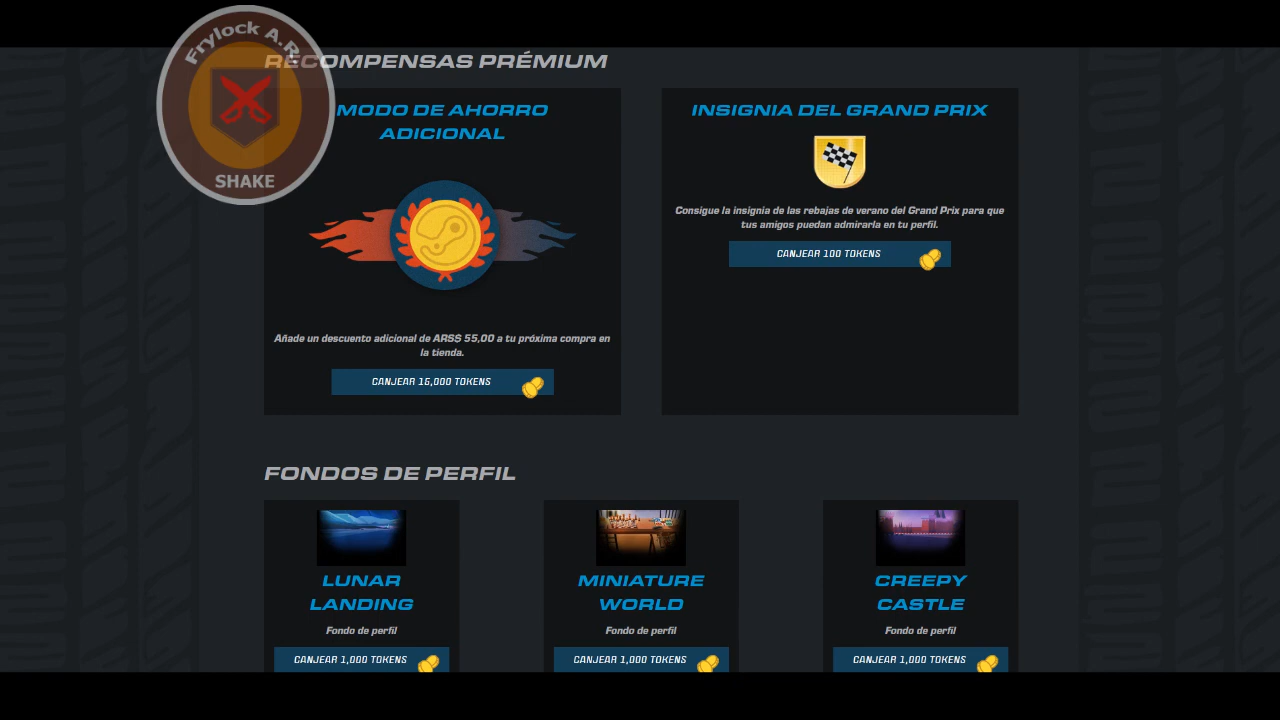 Frylock A.R.
SHAKE
RECOMPENSAS PRÉMIUM
MODO DE AHORRO
ADICIONAL
Añade un descuento adicional de ARS$ 55,00 a tu próxima compra en
la tienda.
CANJEAR 15,000 TOKENS
INSIGNIA DEL GRAND PRIX
Consigue la insignia de las rebajas de verano del Grand Prix para que
tus amigos puedan admirarla en tu perfil.
CANJEAR 100 TOKENS
FONDOS DE PERFIL
LUNAR
LANDING
Fondo de perfil
CANJEAR 1,000 TOKENS
MINIATURE
WORLD
Fondo de perfil
CANJEAR 1,000 TOKENS
CREEPY
CASTLE
Fondo de perfil
CANJEAR 1,000 TOKENS